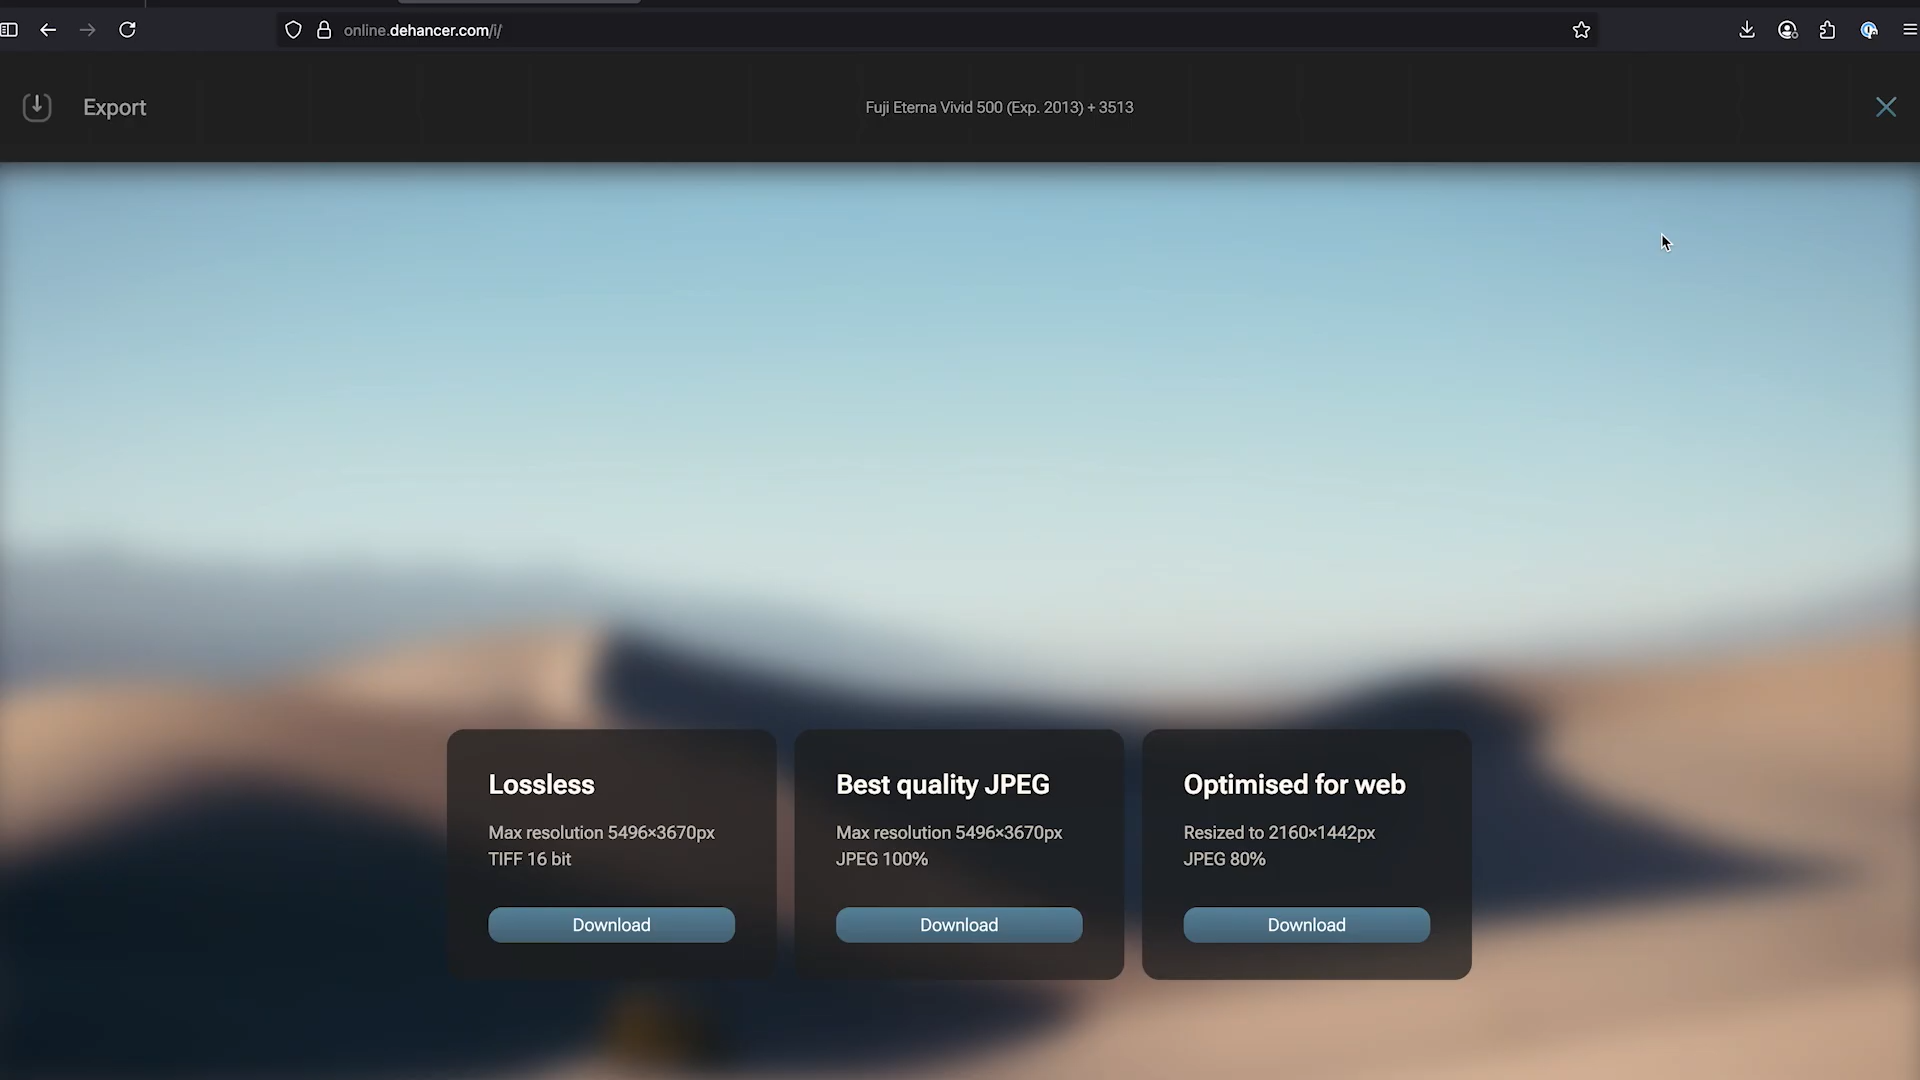 online.dehancer.com/i/
Export
Fuji Eterna Vivid 500 (Exp. 2013) + 3513
Lossless
Max resolution 5496×3670px
TIFF 16 bit
Download
Best quality JPEG
Max resolution 5496×3670px
JPEG 100%
Download
Optimised for web
Resized to 2160×1442px
JPEG 80%
Download